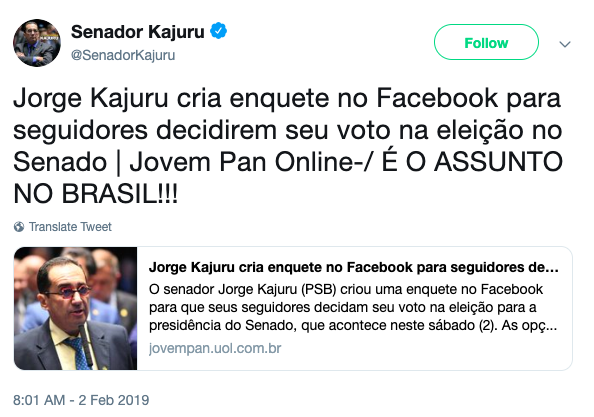 Senador Kajuru
@SenadorKajuru
Follow
Jorge Kajuru cria enquete no Facebook para
seguidores decidirem seu voto na eleição no
Senado | Jovem Pan Online-/ É O ASSUNTO
NO BRASIL!!!
Translate Tweet
Jorge Kajuru cria enquete no Facebook para seguidores de...
O senador Jorge Kajuru (PSB) criou uma enquete no Facebook
para que seus seguidores decidam seu voto na eleição para a
presidência do Senado, que acontece neste sábado (2). As opç...
jovempan.uol.com.br
8:01 AM - 2 Feb 2019